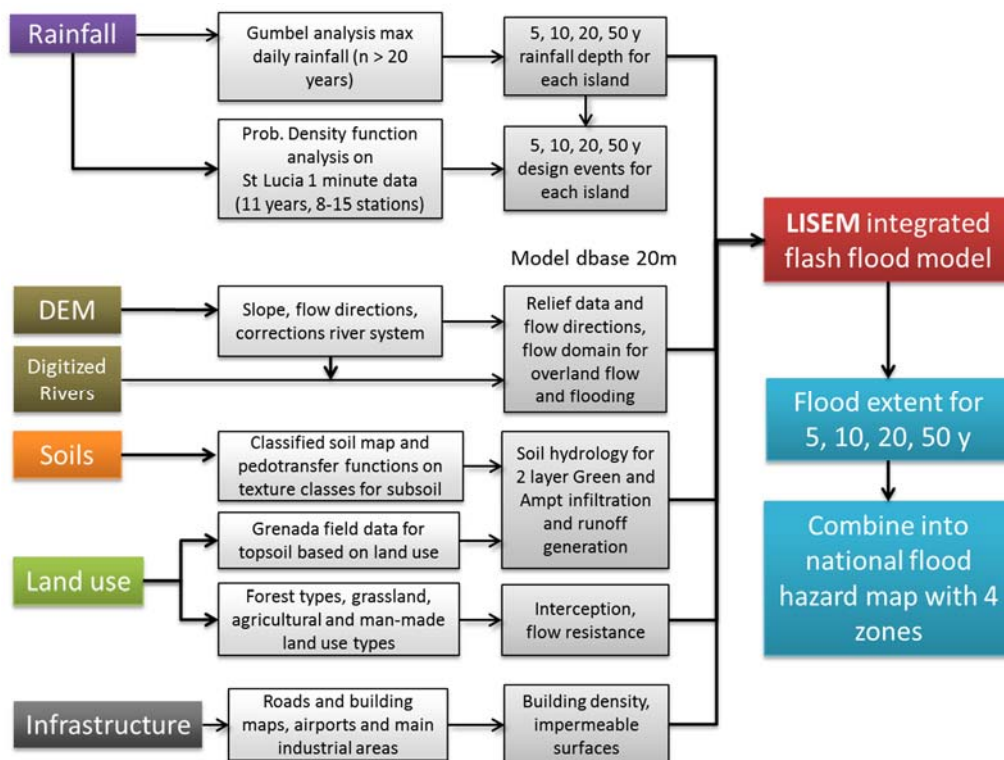 Rainfall
Gumbel analysis max
daily rainfall (n > 20
years)
5, 10, 20, 50 y
rainfall depth for
each island
Prob. Density function
analysis on
St Lucia 1 minute data
(11 years, 8-15 stations)
5, 10, 20, 50 y
design events for
each island
LISEM integrated
flash flood model
Model dbase 20m
DEM
Slope, flow directions,
corrections river system
Relief data and
flow directions,
flow domain for
overland flow
and flooding
Digitized
Rivers
Flood extent for
5, 10, 20, 50 y
Soils
Classified soil map and
pedotransfer functions on
texture classes for subsoil
Soil hydrology for
2 layer Green and
Ampt infiltration
and runoff
generation
Grenada field data for
topsoil based on land use
Land use
Forest types, grassland,
agricultural and man-made
land use types
Interception,
flow resistance
Combine into
national flood
hazard map with 4
zones
Infrastructure
Roads and building
maps, airports and main
industrial areas
Building density,
impermeable
surfaces